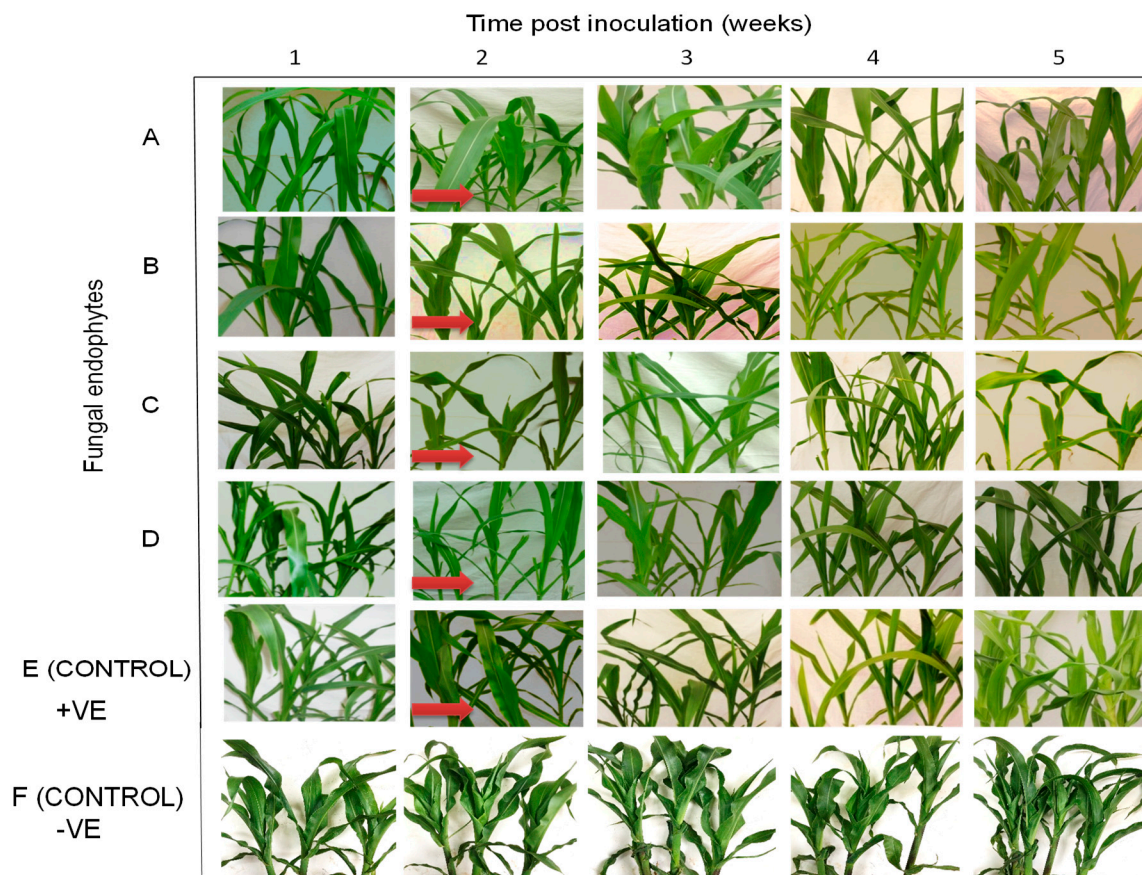 Time post inoculation (weeks)
1 2 3 4 5
A
B
Fungal endophytes
C
D
E (CONTROL)
+VE
F (CONTROL)
-VE